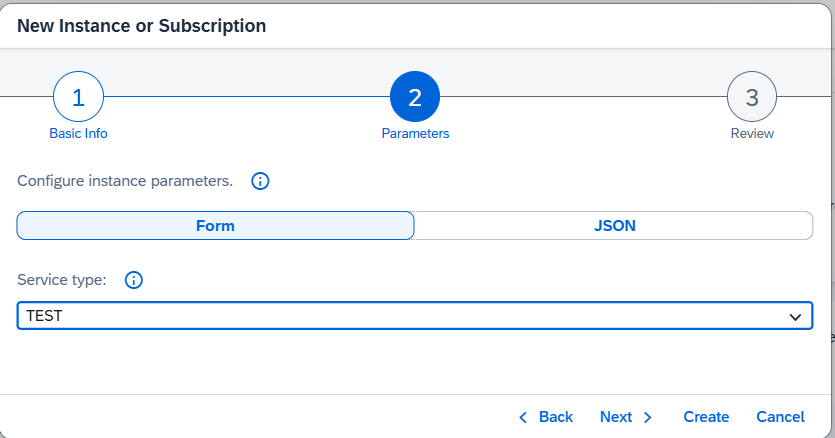 New Instance or Subscription
1
2
3
Basic Info
Parameters
Review
Configure instance parameters.
Form
JSON
Service type:
TEST
Back
Next
Create
Cancel